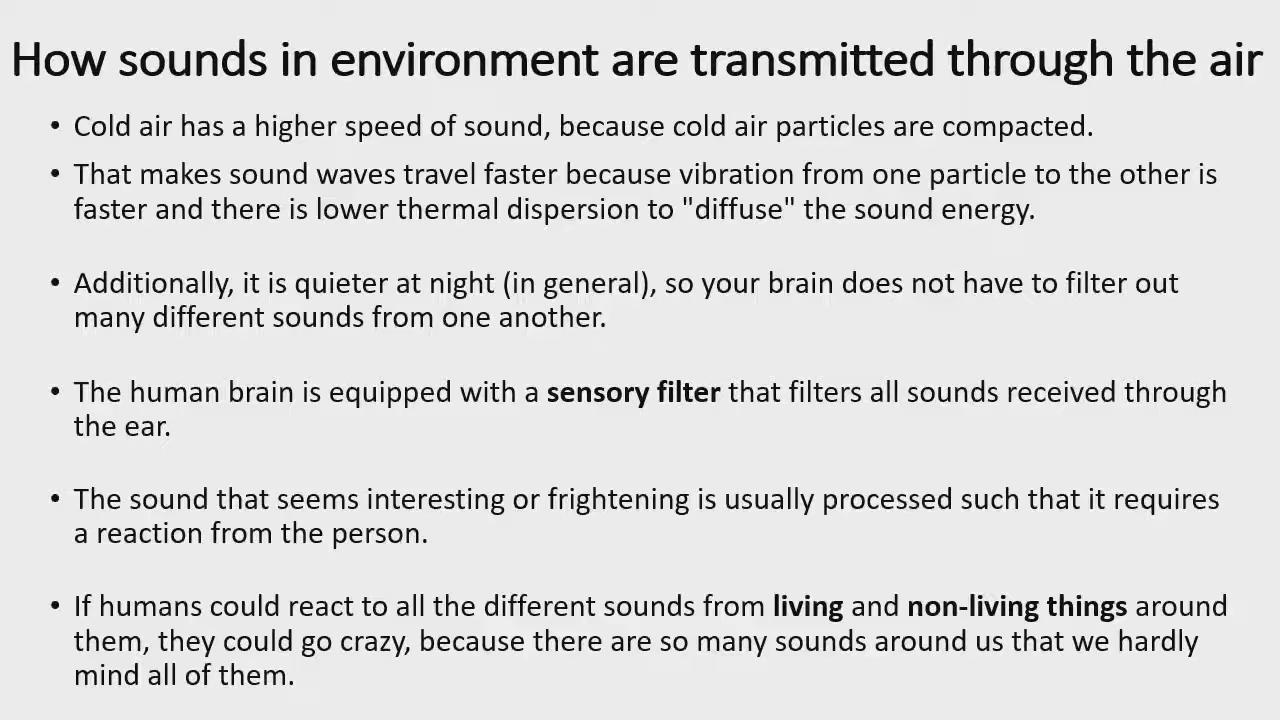 How sounds in environment are transmitted through the air
• Cold air has a higher speed of sound, because cold air particles are compacted.
• That makes sound waves travel faster because vibration from one particle to the other is
faster and there is lower thermal dispersion to "diffuse" the sound energy.
• Additionally, it is quieter at night (in general), so your brain does not have to filter out
many different sounds from one another.
• The human brain is equipped with a sensory filter that filters all sounds received through
the ear.
• The sound that seems interesting or frightening is usually processed such that it requires
a reaction from the person.
• If humans could react to all the different sounds from living and non-living things around
them, they could go crazy, because there are so many sounds around us that we hardly
mind all of them.